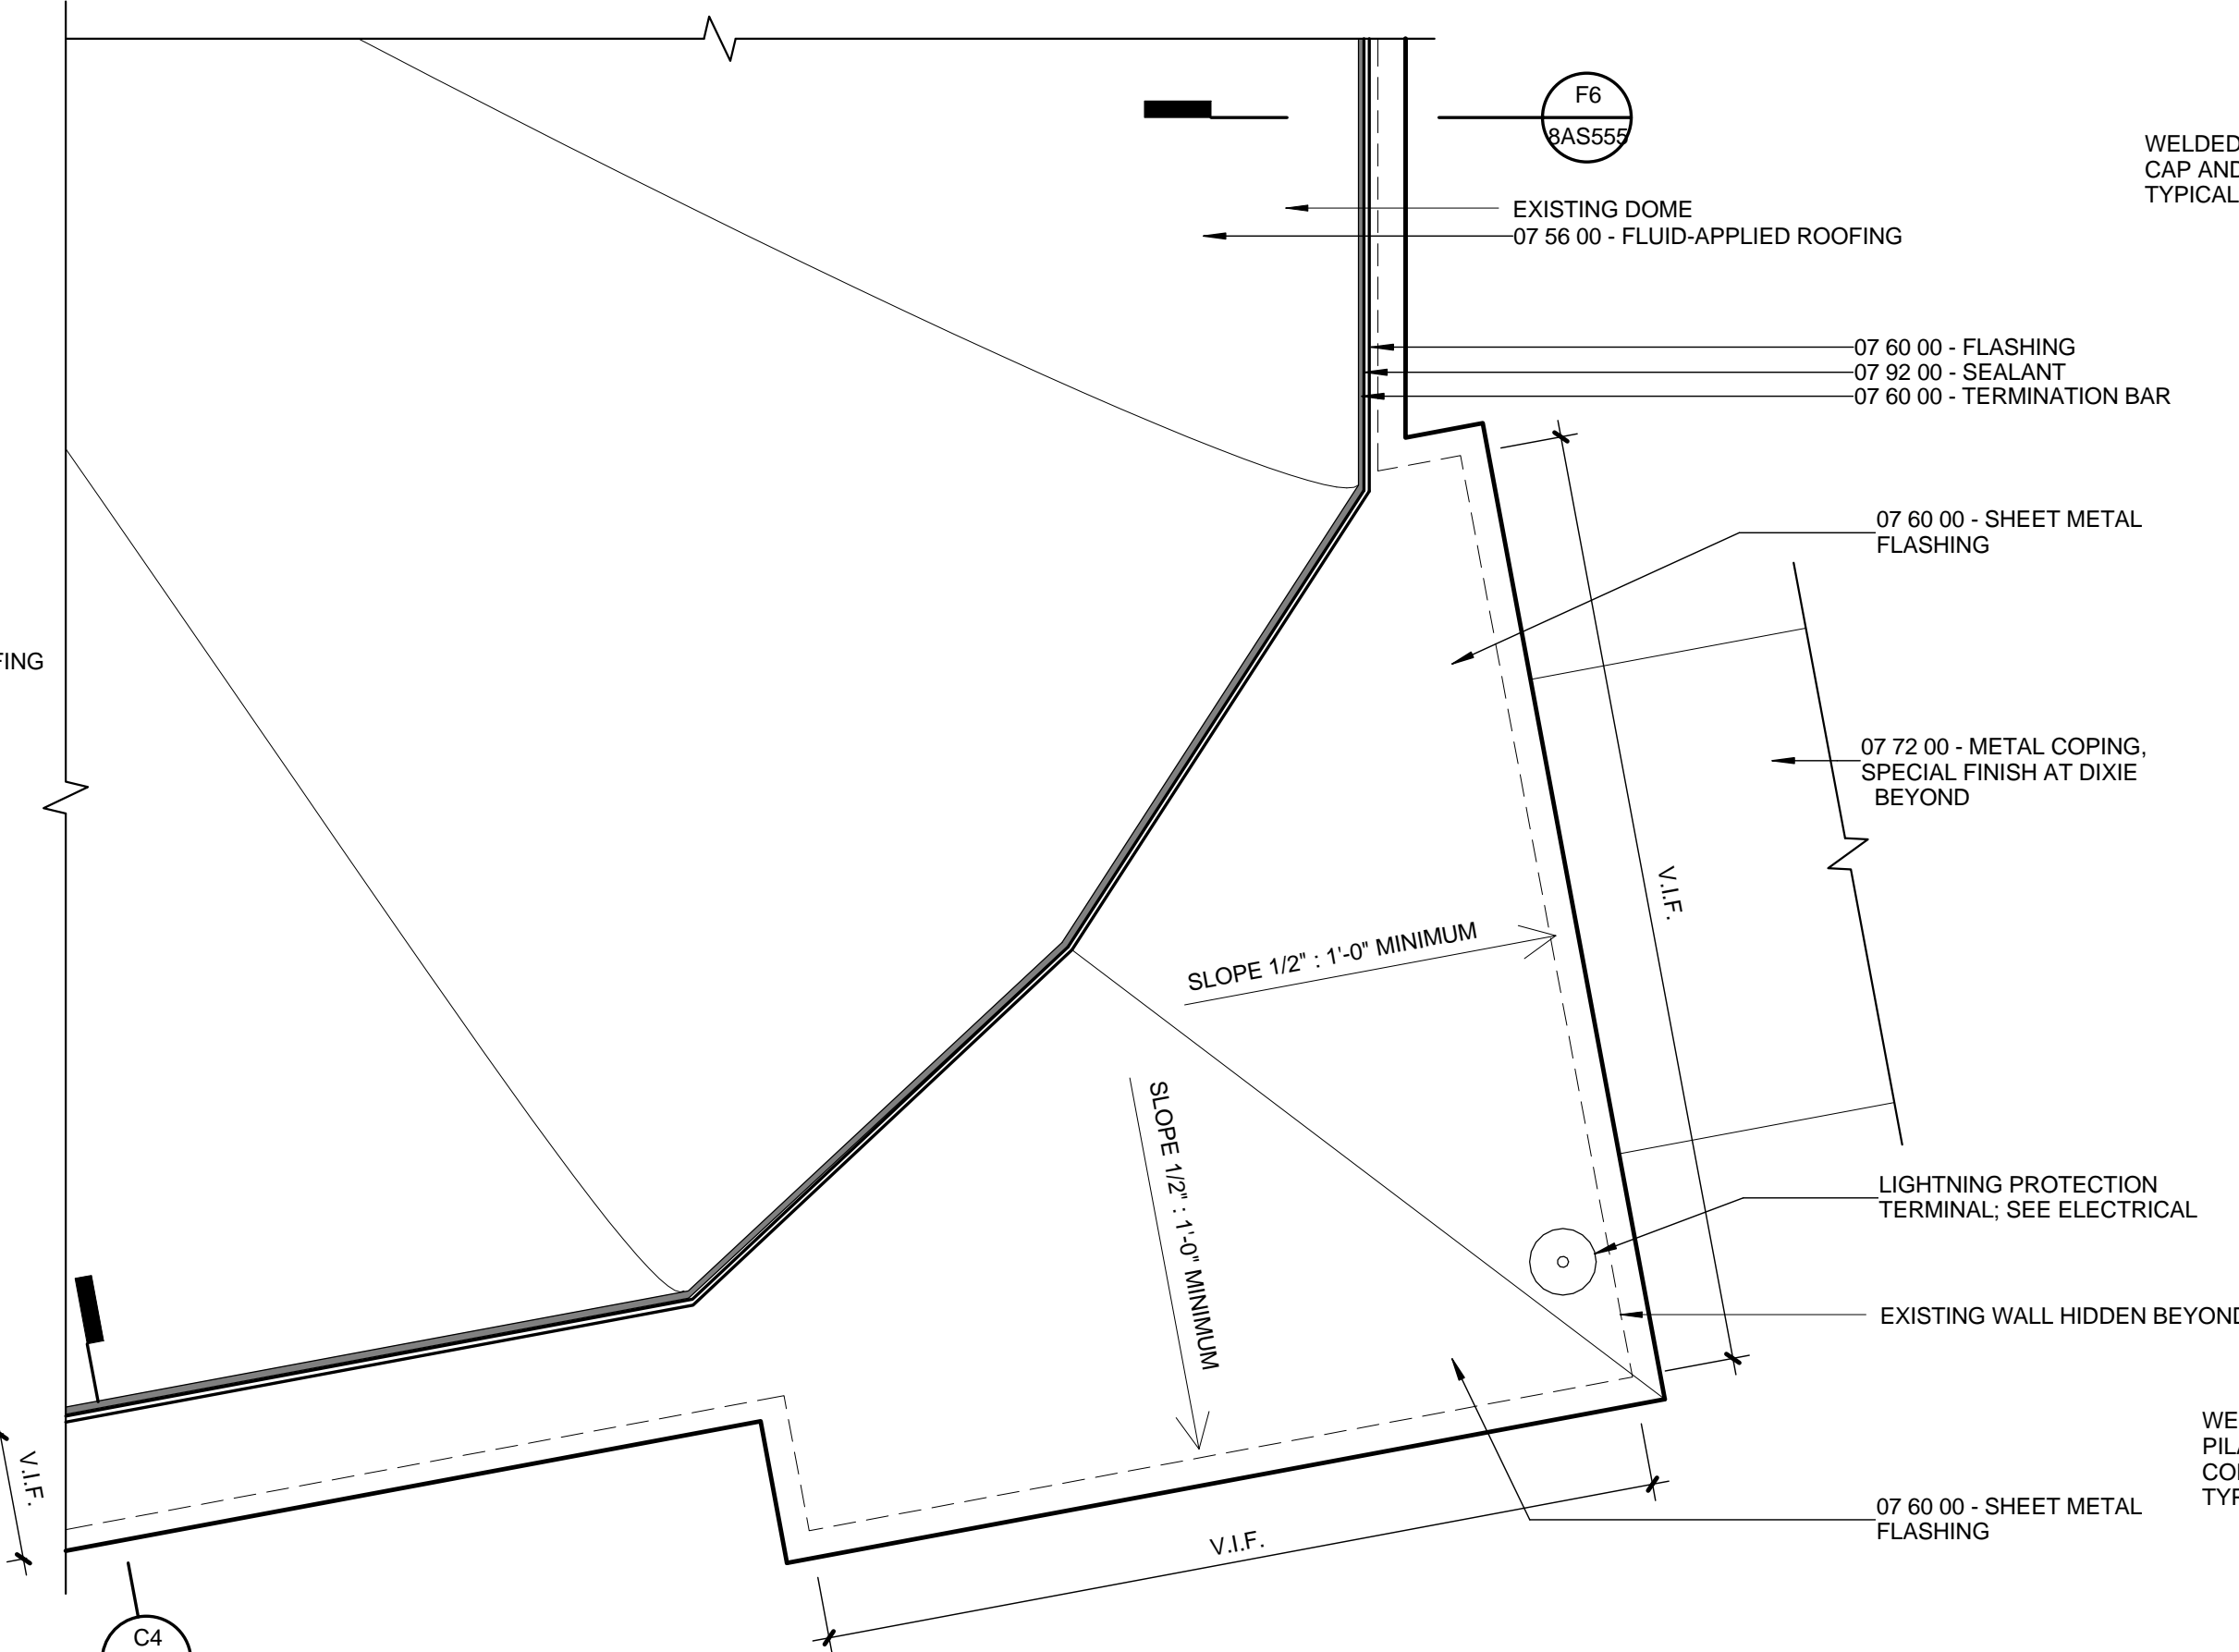 F6
8AS555
WELDED
CAP AND
TYPICAL
EXISTING DOME
07 56 00 - FLUID-APPLIED ROOFING
07 60 00 - FLASHING
07 92 00 - SEALANT
07 60 00 - TERMINATION BAR
07 60 00 - SHEET METAL
FLASHING
FING
07 72 00 - METAL COPING,
SPECIAL FINISH AT DIXIE
BEYOND
V.I.F.
SLOPE 1/2" : 1'-0" MINIMUM
SLOPE 1/2" : 1'-0" MINIMUM
LIGHTNING PROTECTION
TERMINAL; SEE ELECTRICAL
EXISTING WALL HIDDEN BEYOND
V.I.F.
WE
PILA
COI
TYP
07 60 00 - SHEET METAL
FLASHING
V.I.F.
C4